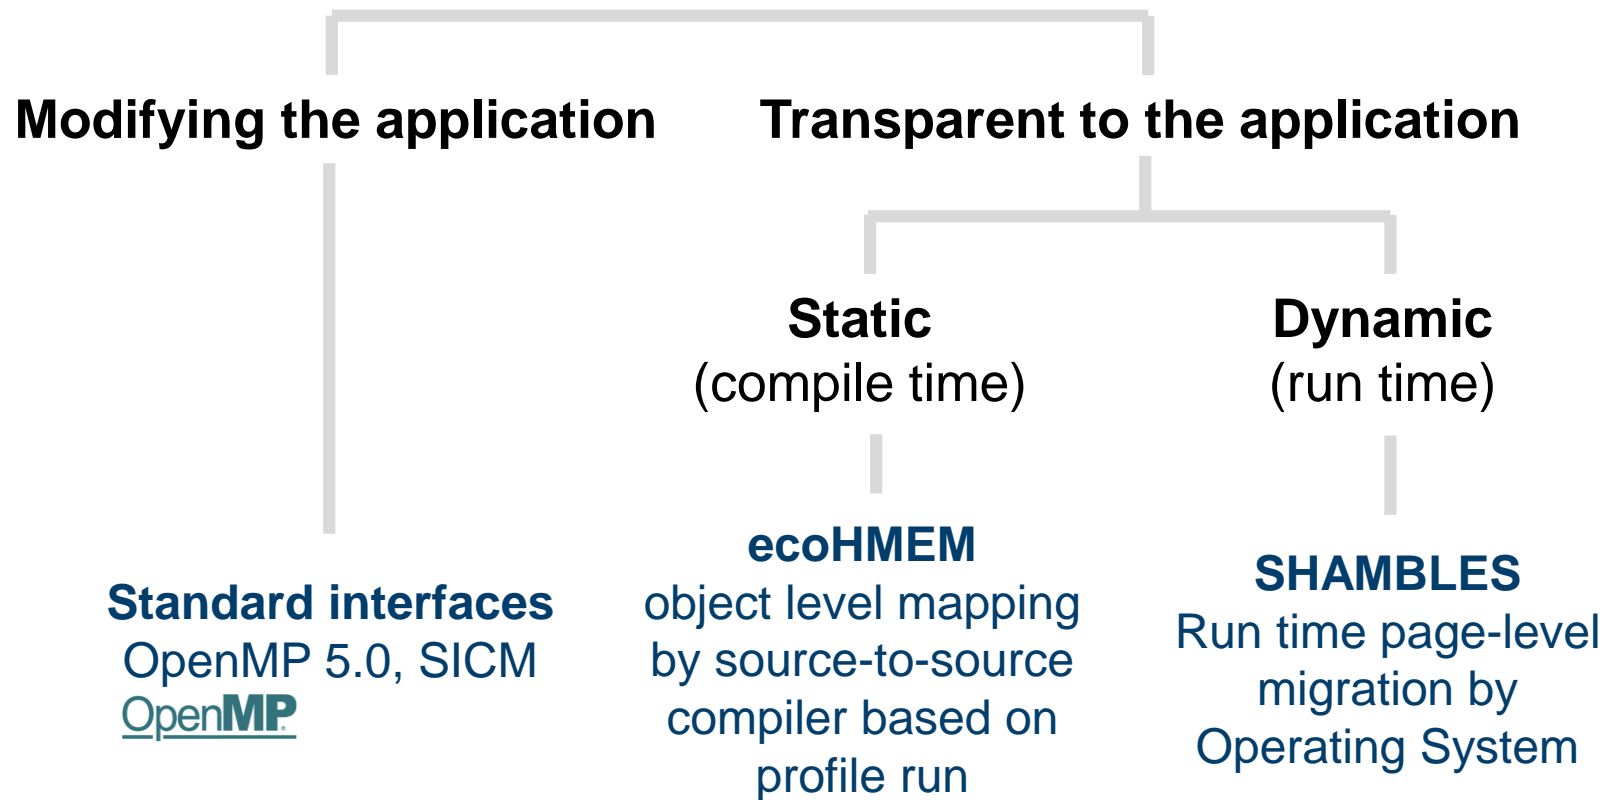 Modifying the application
Transparent to the application
Static
(compile time)
Dynamic
(run time)
Standard interfaces
OpenMP 5.0, SICM
OpenMP
ecoHMEM
object level mapping
by source-to-source
compiler based on
profile run
SHAMBLES
Run time page-level
migration by
Operating System